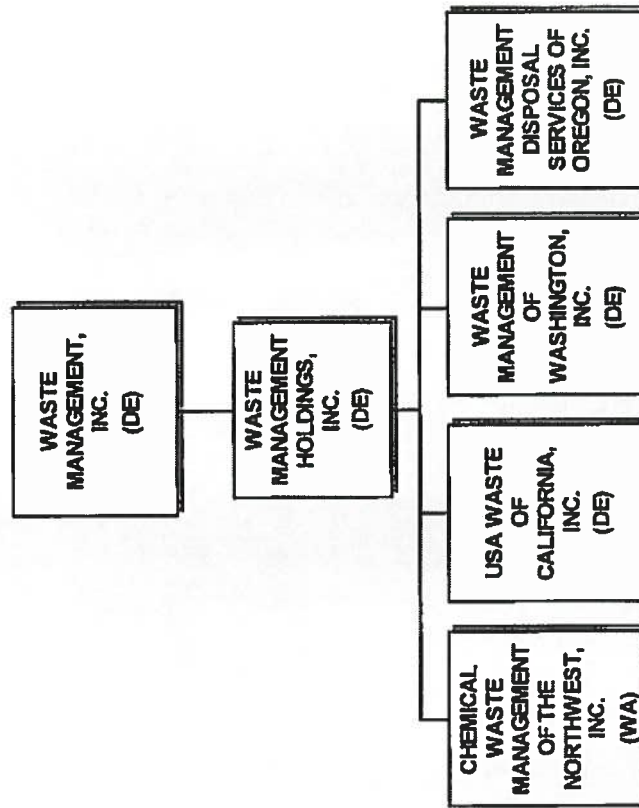 WASTE
MANAGEMENT,
INC.
(DE)
WASTE
MANAGEMENT
HOLDINGS,
INC.
(DE)
CHEMICAL
WASTE
MANAGEMENT
OF THE
NORTHWEST,
INC.
(WA)
USA WASTE
OF
CALIFORNIA,
INC.
(DE)
WASTE
MANAGEMENT
OF
WASHINGTON,
INC.
(DE)
WASTE
MANAGEMENT
DISPOSAL
SERVICES OF
OREGON, INC.
(DE)